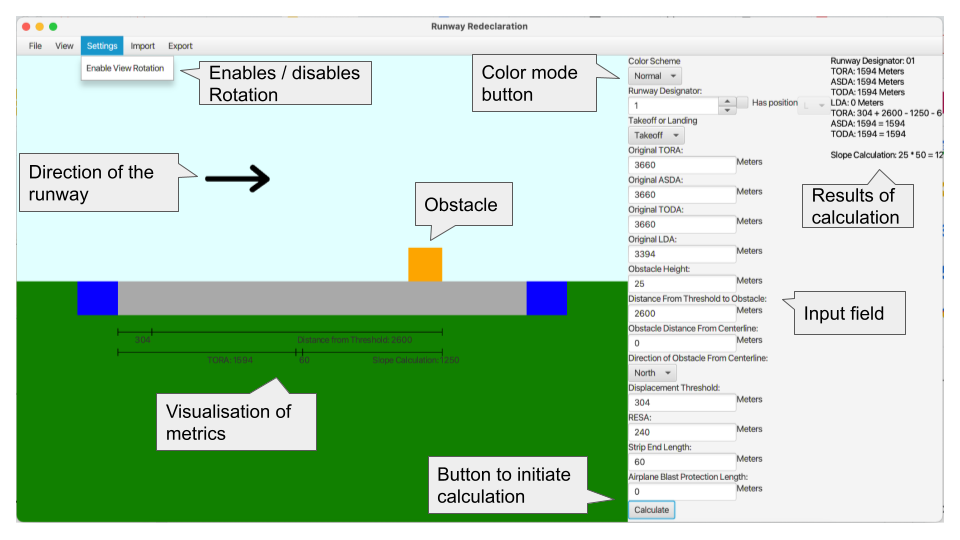 Runway Redeclaration
File View Settings Import Export
Enable View Rotation
Enables / disables
Rotation
Color mode
button
Direction of the
runway
Obstacle
304 Distance from Threshold: 2600
TORA: 1594 60 Slope Calculation: 1250
Visualisation of
metrics
Button to initiate
calculation
Color Scheme
Normal
Runway Designator:
1 Has position L
Takeoff or Landing
Takeoff
Original TORA:
3660 Meters
Original ASDA:
3660 Meters
Original TODA:
3660 Meters
Original LDA:
3394 Meters
Obstacle Height:
25 Meters
Distance From Threshold to Obstacle:
2600 Meters
Obstacle Distance From Centerline:
0 Meters
Direction of Obstacle From Centerline:
North
Displacement Threshold:
304 Meters
RESA:
240 Meters
Strip End Length:
60 Meters
Airplane Blast Protection Length:
0 Meters
Calculate
Runway Designator: 01
TORA: 1594 Meters
ASDA: 1594 Meters
TODA: 1594 Meters
LDA: 0 Meters
TORA: 304 + 2600 - 1250 - 6
ASDA: 1594 = 1594
TODA: 1594 = 1594
Slope Calculation: 25 * 50 = 12
Results of
calculation
Input field